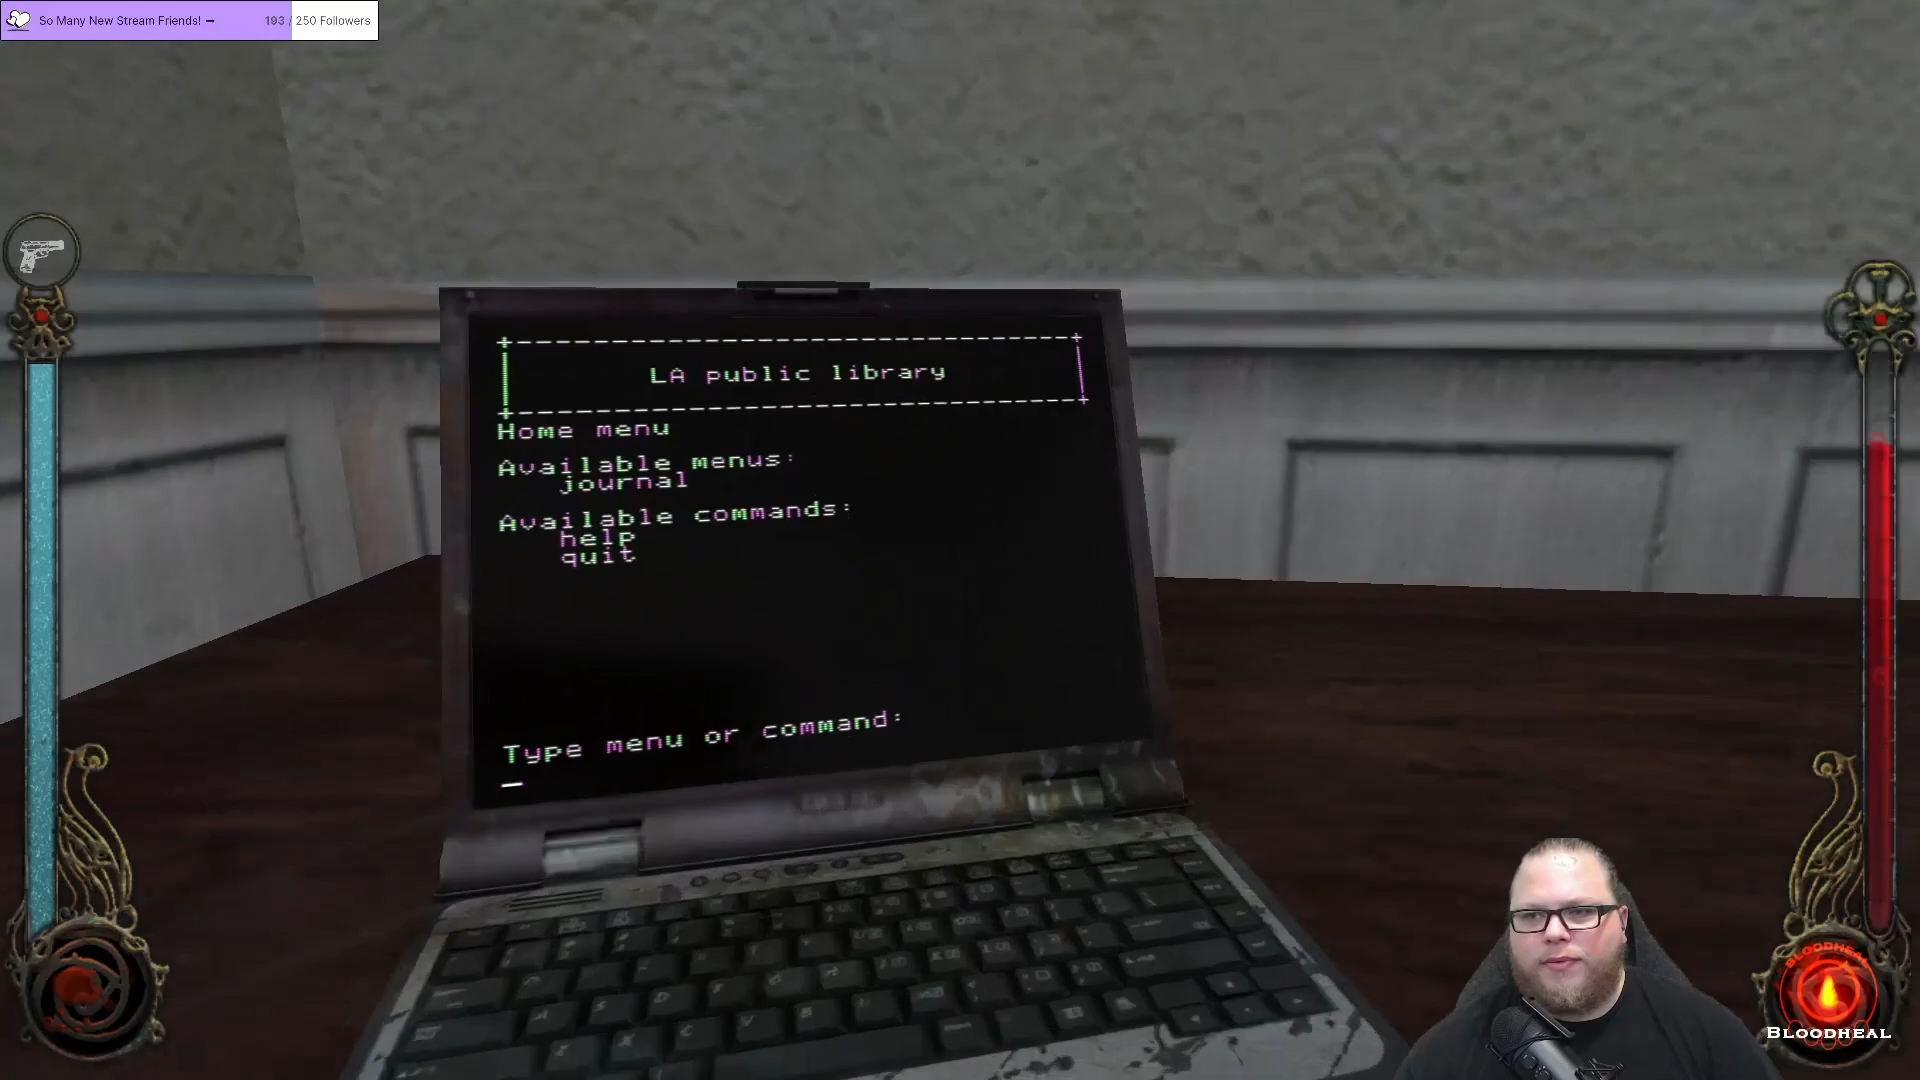 So Many New Stream Friends! ➡ 193 / 250 Followers
LA public library
Home menu
Available menus:
journal
Available commands:
help
quit
Type menu or command:
BLOODHEAL
BLOODHEAL